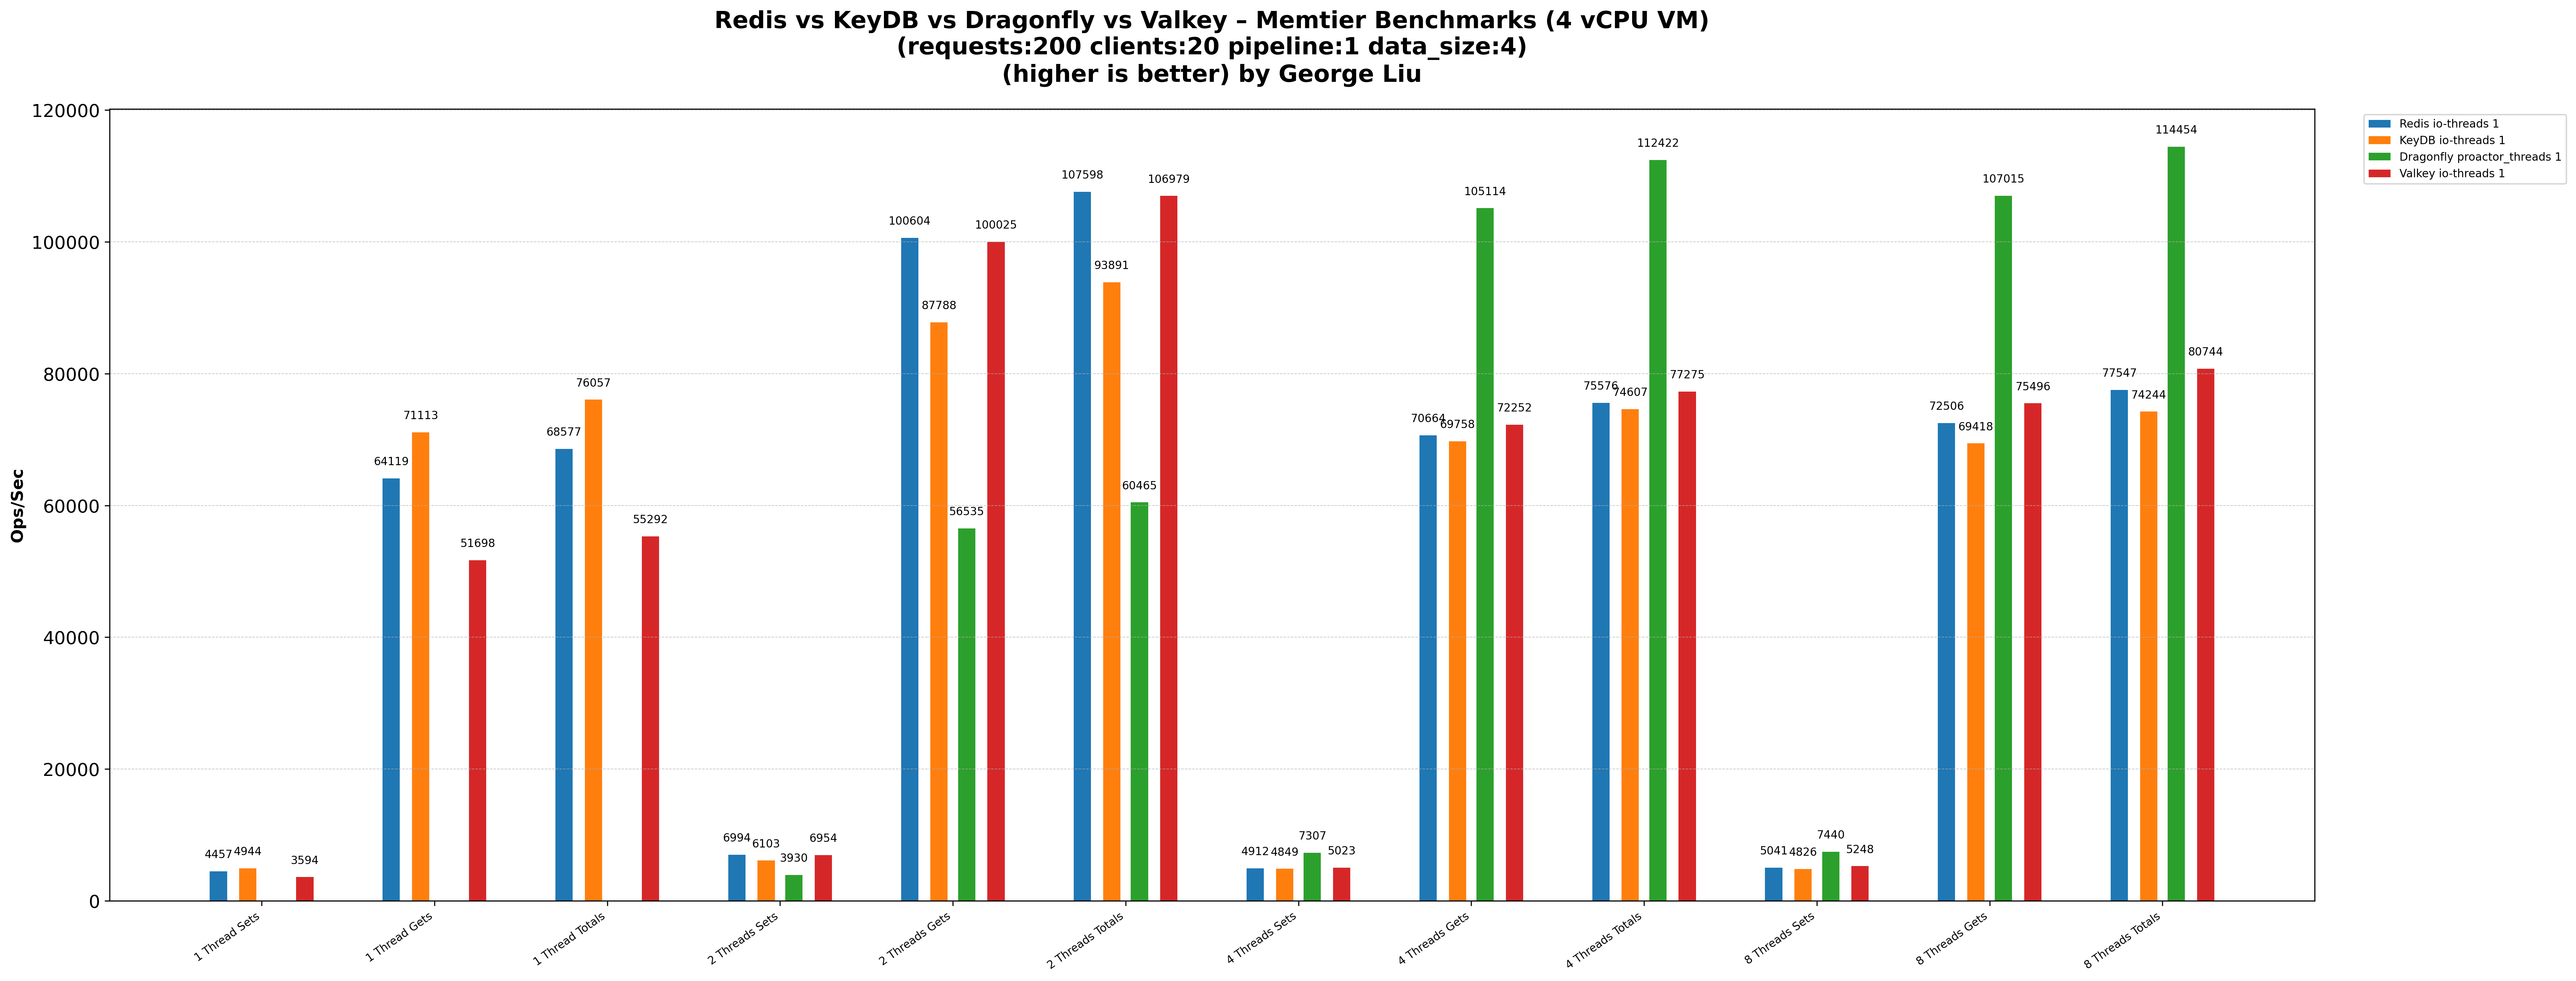 Redis vs KeyDB vs Dragonfly vs Valkey – Memtier Benchmarks (4 vCPU VM)
(requests:200 clients:20 pipeline:1 data_size:4)
(higher is better) by George Liu
Redis io-threads 1
KeyDB io-threads 1
Dragonfly proactor_threads 1
Valkey io-threads 1
Ops/Sec
120000
100000
80000
60000
40000
20000
0
4457
4944
3594
64119
71113
51698
68577
76057
55292
6994
6103
3930
6954
100604
87788
56535
100025
107598
93891
60465
106979
4912
4849
7307
5023
70664
69758
105114
72252
75576
74607
112422
77275
5041
4826
7440
5248
72506
69418
107015
75496
77547
74244
114454
80744
1 Thread Sets
1 Thread Gets
1 Thread Totals
2 Threads Sets
2 Threads Gets
2 Threads Totals
4 Threads Sets
4 Threads Gets
4 Threads Totals
8 Threads Sets
8 Threads Gets
8 Threads Totals